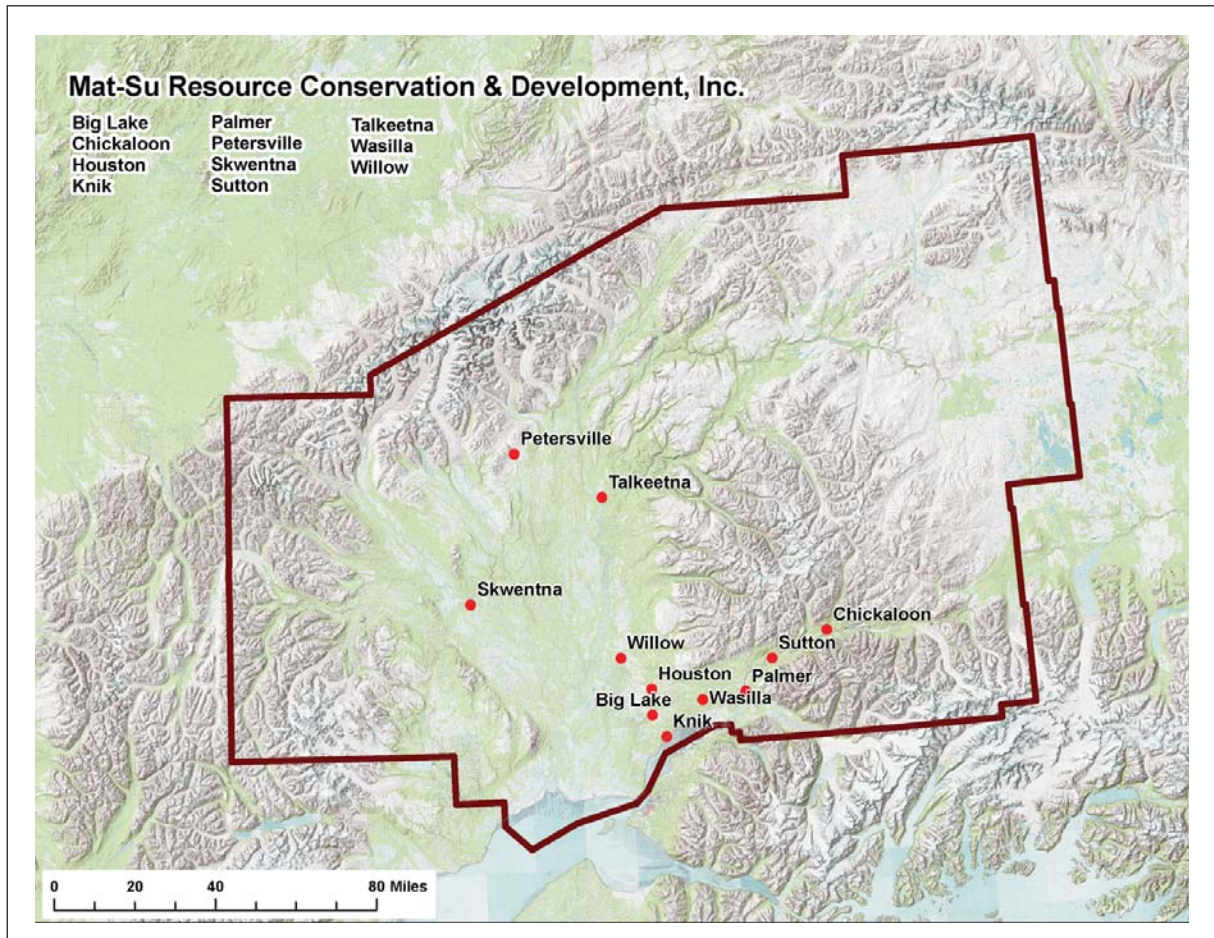 Mat-Su Resource Conservation & Development, Inc.
Big Lake
Chickaloon
Houston
Knik
Palmer
Petersville
Skwentna
Sutton
Talkeetna
Wasilla
Willow
Petersville
Talkeetna
Skwentna
Chickaloon
Willow
Sutton
Houston
Palmer
Big Lake
Wasilla
Knik
0 20 40 80 Miles